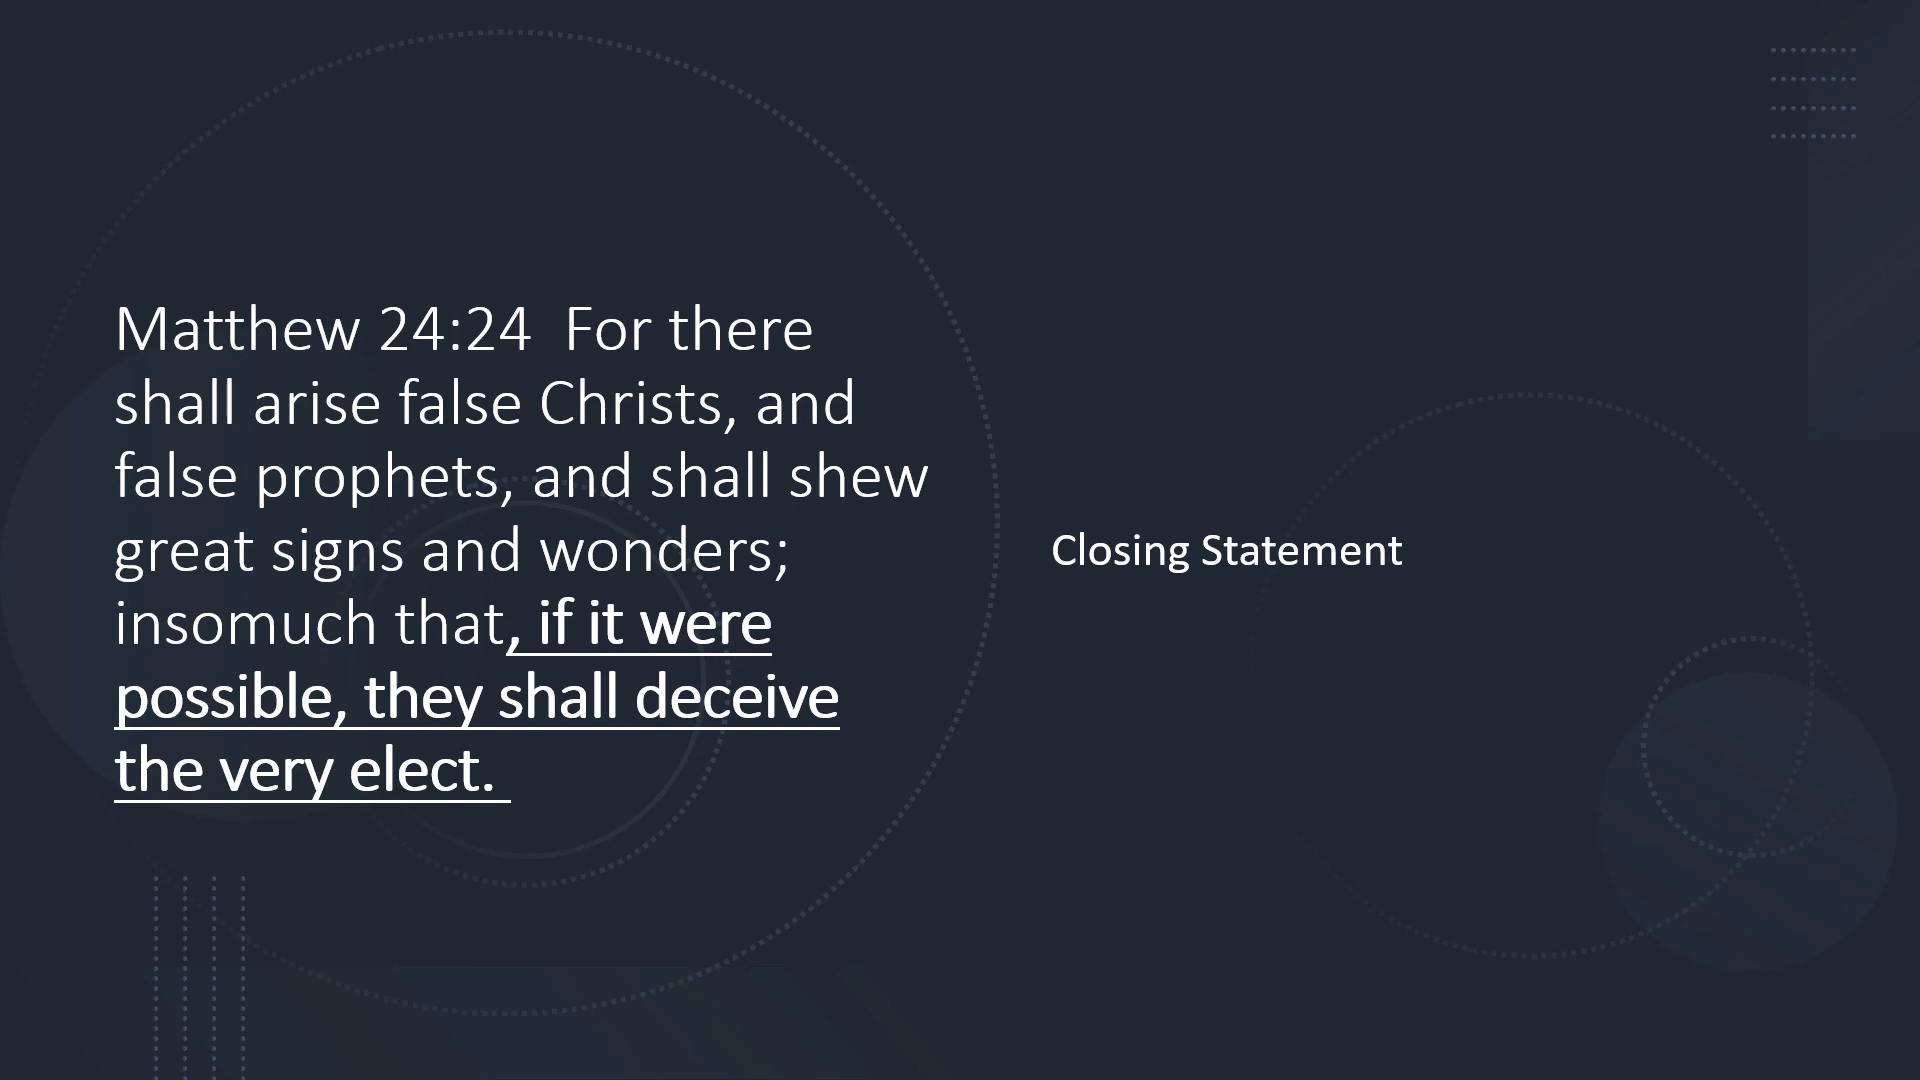 Matthew 24:24  For there
shall arise false Christs, and
false prophets, and shall shew
great signs and wonders;
insomuch that, if it were
possible, they shall deceive
the very elect.
Closing Statement